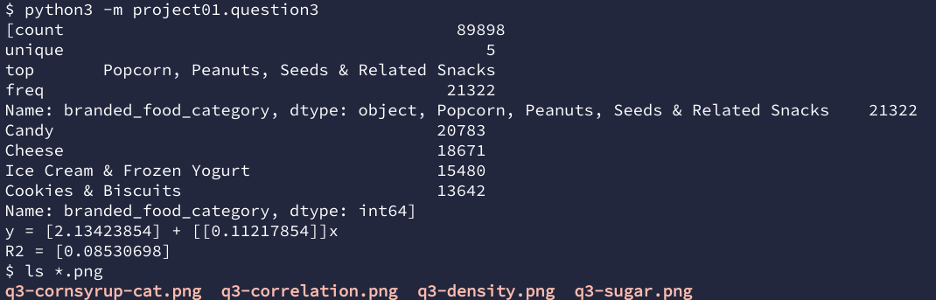 $ python3 -m project01.question3
[count 89898
unique 5
top Popcorn, Peanuts, Seeds & Related Snacks
freq 21322
Name: branded_food_category, dtype: object, Popcorn, Peanuts, Seeds & Related Snacks 21322
Candy 20783
Cheese 18671
Ice Cream & Frozen Yogurt 15480
Cookies & Biscuits 13642
Name: branded_food_category, dtype: int64]
y = [2.13423854] + [[0.11217854]]x
R2 = [0.08530698]
$ ls *.png
q3-cornsyrup-cat.png q3-correlation.png q3-density.png q3-sugar.png